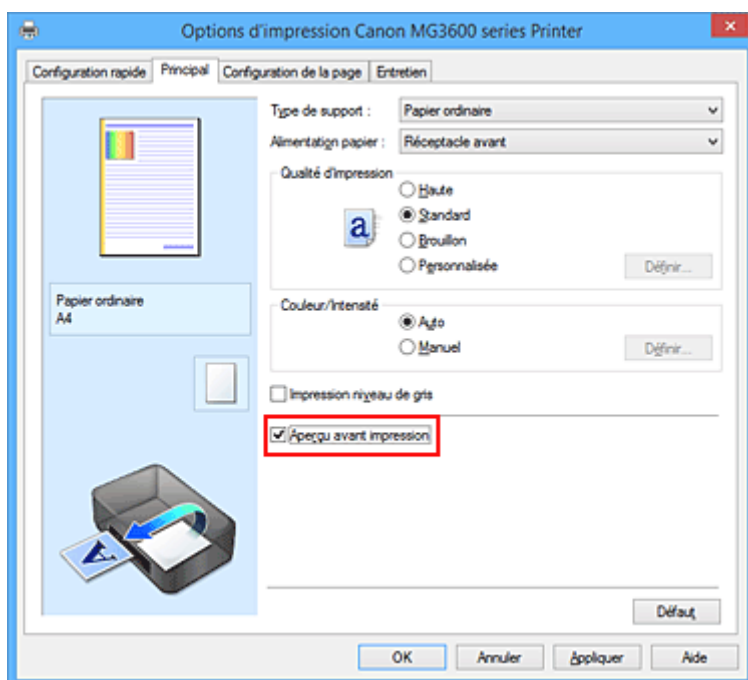 Options d'impression Canon MG3600 series Printer
Configuration rapide Principal Configuration de la page Entretien
Type de support : Papier ordinaire
Alimentation papier : Réceptacle avant
Qualité d'impression
Haute
a Standard
Brouillon
Personnalisée Définir...
Papier ordinaire
A4
Couleur/Intensité
Auto
Manuel Définir...
Impression niveau de gris
Aperçu avant impression
A
Défaut
OK Annuler Appliquer Aide